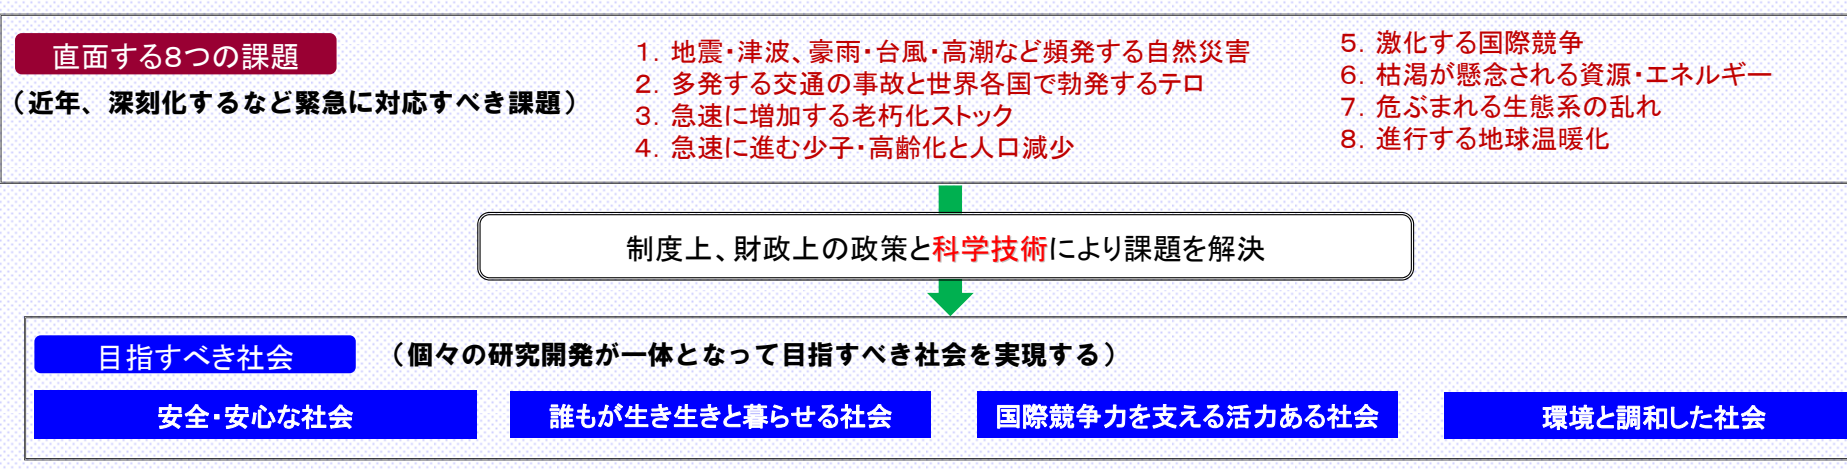 直面する8つの課題
（近年、深刻化するなど緊急に対応すべき課題）
1. 地震・津波、豪雨・台風・高潮など頻発する自然災害
2. 多発する交通の事故と世界各国で勃発するテロ
3. 急速に増加する老朽化ストック
4. 急速に進む少子・高齢化と人口減少
5. 激化する国際競争
6. 枯渇が懸念される資源・エネルギー
7. 危ぶまれる生態系の乱れ
8. 進行する地球温暖化
制度上、財政上の政策と科学技術により課題を解決
目指すべき社会
（個々の研究開発が一体となって目指すべき社会を実現する）
安全・安心な社会
誰もが生き生きと暮らせる社会
国際競争力を支える活力ある社会
環境と調和した社会